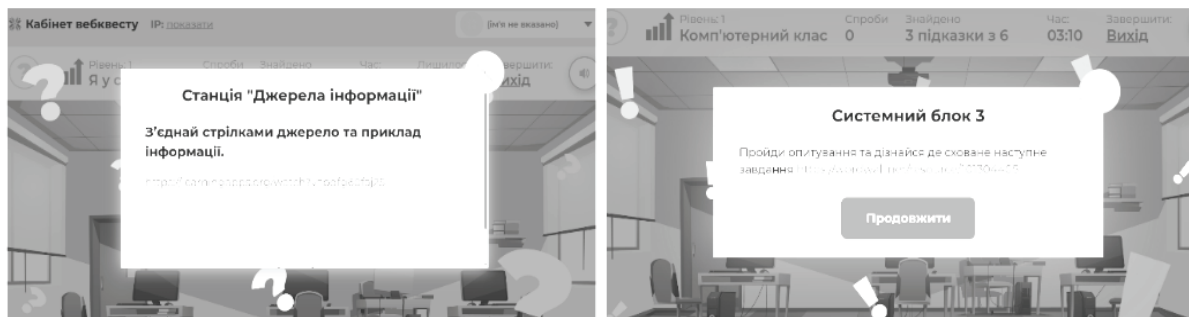 Кабінет вебквесту IP: показати (ім'я не вказано)
Рівень: 1 Спроби Знайдено Час: Лишилос
Я у с
Станція "Джерела інформації"
З’єднай стрілками джерело та приклад
інформації.
Рівень: 1 Спроби Знайдено Час: Завершити:
Комп'ютерний клас 0 3 підказки з 6 03:10 Вихід
Системний блок 3
Пройди опитування та дізнайся де сховане наступне
завдання
Продовжити